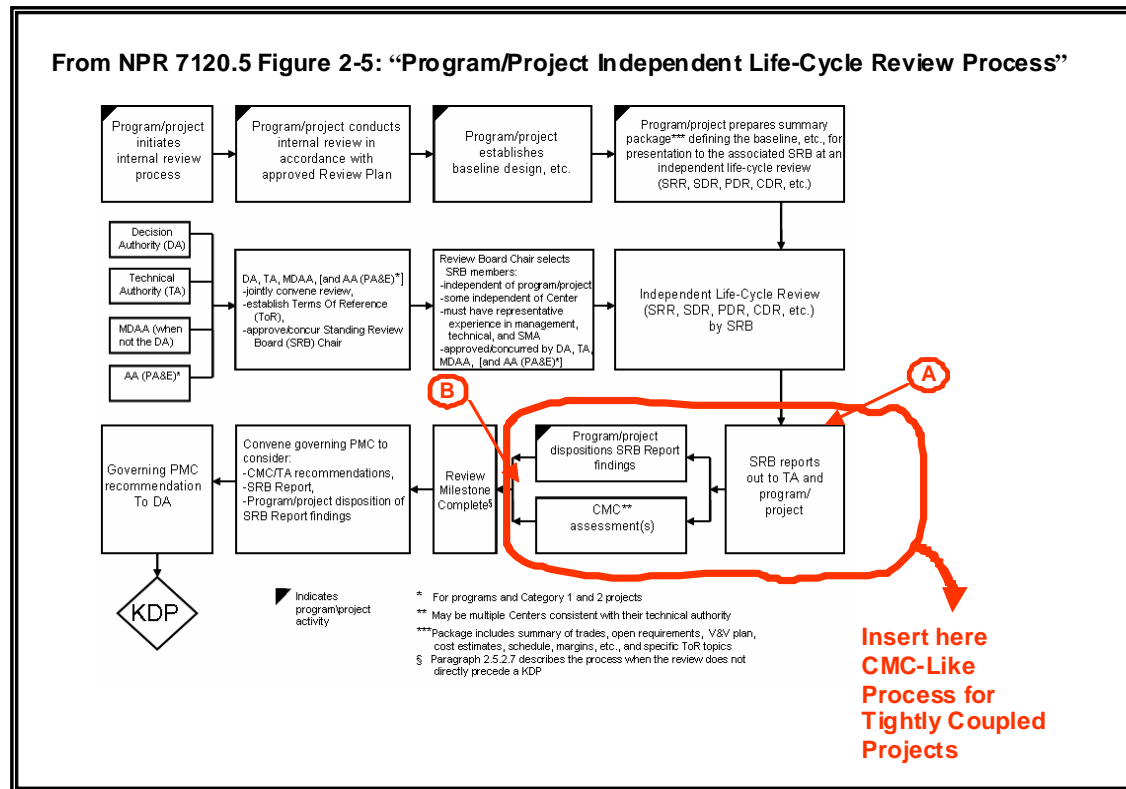 From NPR 7120.5 Figure 2-5: “Program/Project Independent Life-Cycle Review Process”
Program/project
initiates
internal review
process
Program/project conducts
internal review in
accordance with
approved Review Plan
Program/project
establishes
baseline design, etc.
Program/project prepares summary
package*** defining the baseline, etc., for
presentation to the associated SRB at an
independent life-cycle review
(SRR, SDR, PDR, CDR, etc.)
Decision
Authority (DA)
Technical
Authority (TA)
MDAA (when
not the DA)
AA (PA&E)*
DA, TA, MDAA, [and AA (PA&E)*]
-jointly convene review,
-establish Terms Of Reference
(ToR),
-approve/concur Standing Review
Board (SRB) Chair
Review Board Chair selects
SRB members:
-independent of program/project
-some independent of Center
-must have representative
experience in management,
technical, and SMA
-approved/concurred by DA, TA,
MDAA, [and AA (PA&E)*]
Independent Life-Cycle Review
(SRR, SDR, PDR, CDR, etc.)
by SRB
A
B
Governing PMC
recommendation
To DA
Convene governing PMC to
consider:
-CMC/TA recommendations,
-SRB Report,
-Program/project disposition of
SRB Report findings
Review
Milestone
Complete§
Program/project
dispositions SRB Report
findings
CMC**
assessment(s)
SRB reports
out to TA and
program/
project
KDP
Indicates
program\project
activity
* For programs and Category 1 and 2 projects
** May be multiple Centers consistent with their technical authority
***Package includes summary of trades, open requirements, V&V plan,
cost estimates, schedule, margins, etc., and specific ToR topics
§ Paragraph 2.5.2.7 describes the process when the review does not
directly precede a KDP
Insert here
CMC-Like
Process for
Tightly Coupled
Projects